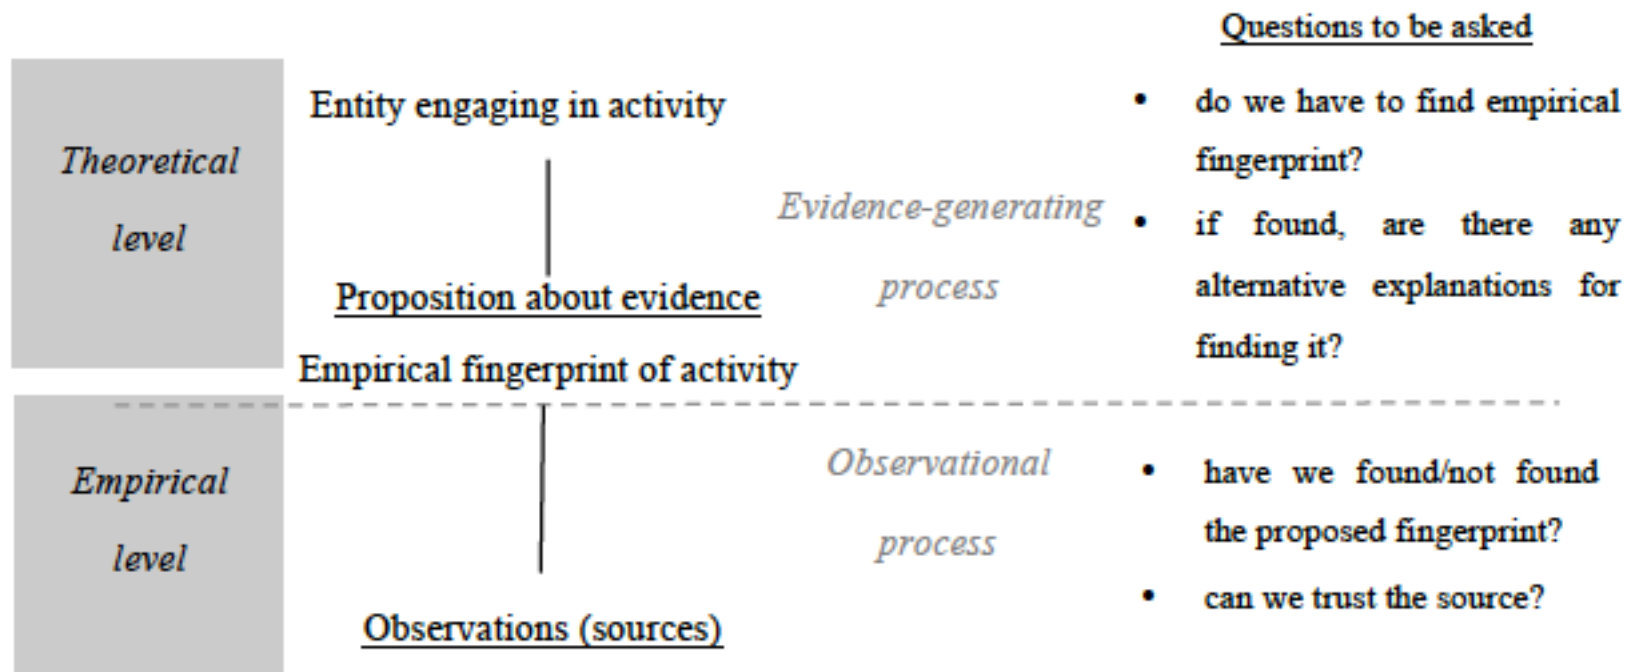 Questions to be asked
Theoretical
level
Entity engaging in activity
Proposition about evidence
Empirical fingerprint of activity
Evidence-generating
process
• do we have to find empirical
fingerprint?
• if found, are there any
alternative explanations for
finding it?
Empirical
level
Observations (sources)
Observational
process
• have we found/not found
the proposed fingerprint?
• can we trust the source?